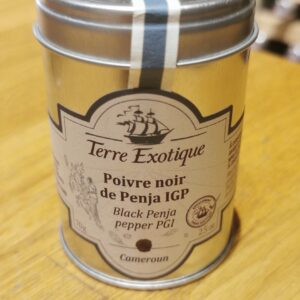 Terre Exotique
Poivre noir
de Penja IGP
Black Penja
pepper PGI
Cameroun